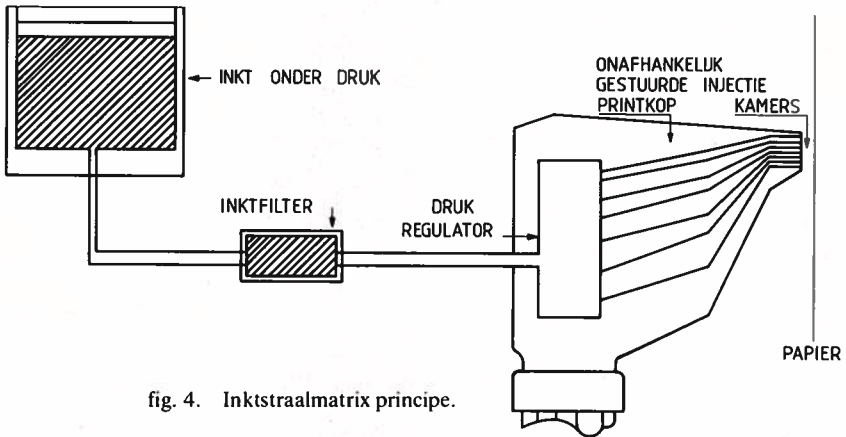 INKT ONDER DRUK
ONAFHANKELIJK
GESTUURDE INJECTIE
PRINTKOP KAMERS
INKTFILTER
DRUK
REGULATOR
PAPIER
fig. 4. Inktstraalmatrix principe.